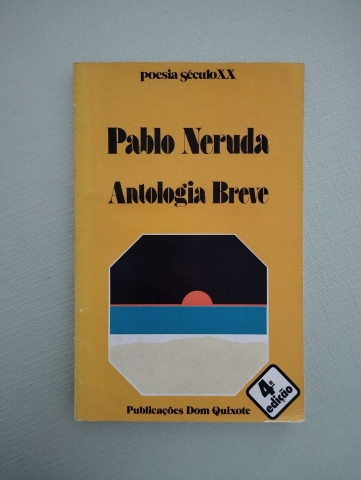 poesia séculoXX
Pablo Neruda
Antologia Breve
4ª
edição
Publicações Dom Quixote